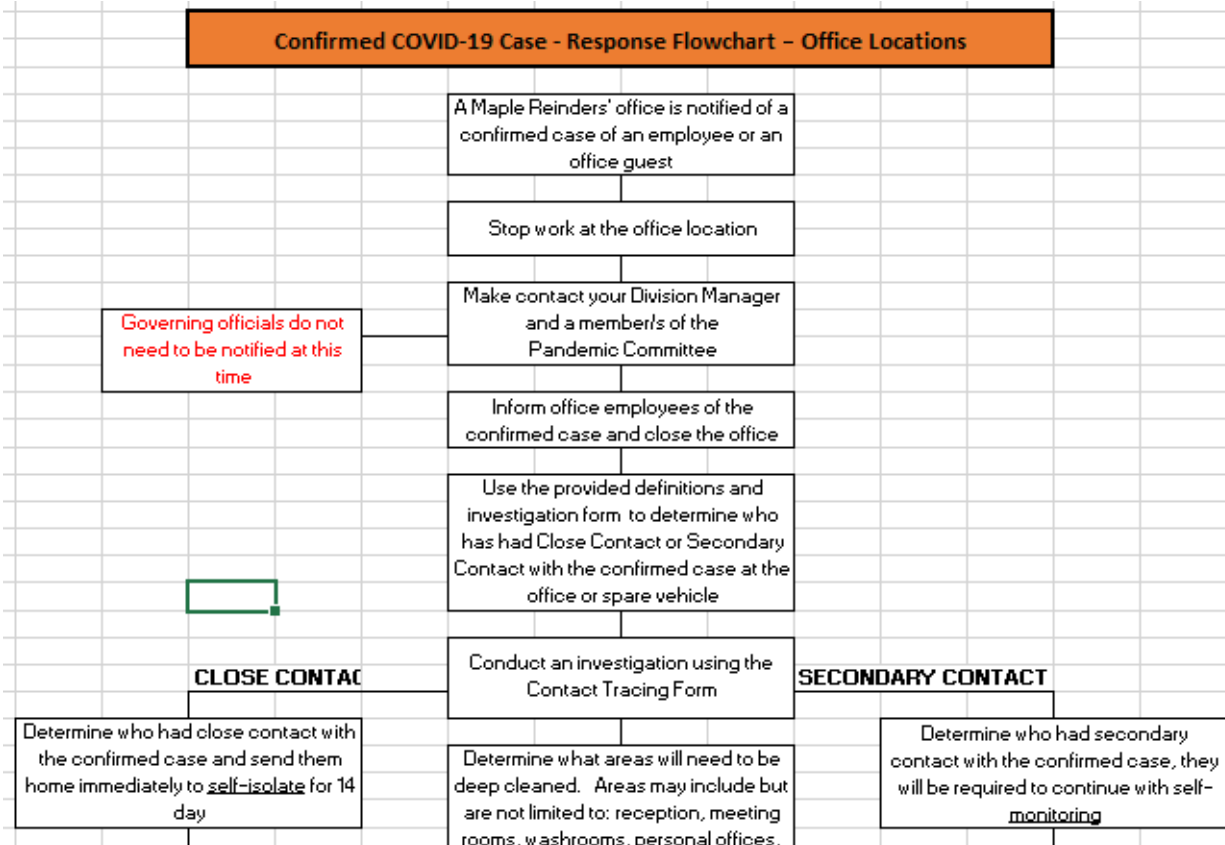 Confirmed COVID-19 Case - Response Flowchart – Office Locations
A Maple Reinders' office is notified of a
confirmed case of an employee or an
office guest
Stop work at the office location
Make contact your Division Manager
and a member/s of the
Pandemic Committee
Governing officials do not
need to be notified at this
time
Inform office employees of the
confirmed case and close the office
Use the provided definitions and
investigation form to determine who
has had Close Contact or Secondary
Contact with the confirmed case at the
office or spare vehicle
Conduct an investigation using the
Contact Tracing Form
CLOSE CONTAC
SECONDARY CONTACT
Determine who had close contact with
the confirmed case and send them
home immediately to self-isolate for 14
day
Determine what areas will need to be
deep cleaned. Areas may include but
are not limited to: reception, meeting
rooms, washrooms, personal offices,
Determine who had secondary
contact with the confirmed case, they
will be required to continue with self-
monitoring